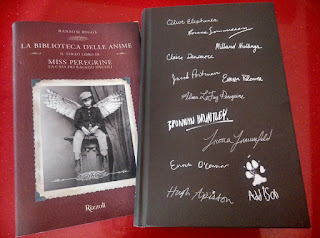 RANSOM RIGGS
LA BIBLIOTECA DELLE ANIME
IL TERZO LIBRO DI
MISS PEREGRINE
LA CASA DEI RAGAZZI SPECIALI
Rizzoli
Olive Elephanta
Millard Nullings
Claire Densmore
Jacob Portman
Emma Bloom
Alma LeFay Peregrine
BRONWYN BRUNTLEY
Fiona Frauenfeld
Enoch O'Connor
Hugh Apiston
Addison